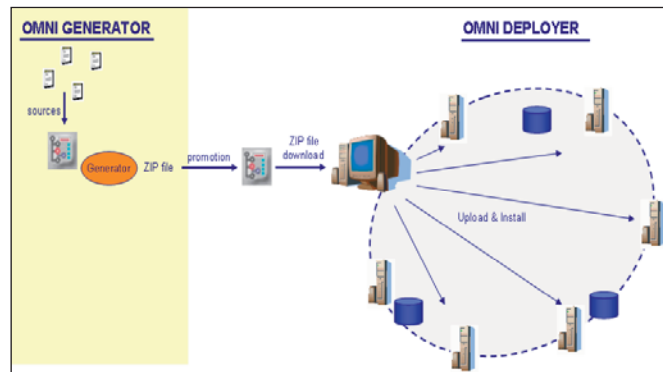 OMNI GENERATOR
OMNI DEPLOYER
sources
Generator
ZIP file
promotion
ZIP file
download
Upload & Install